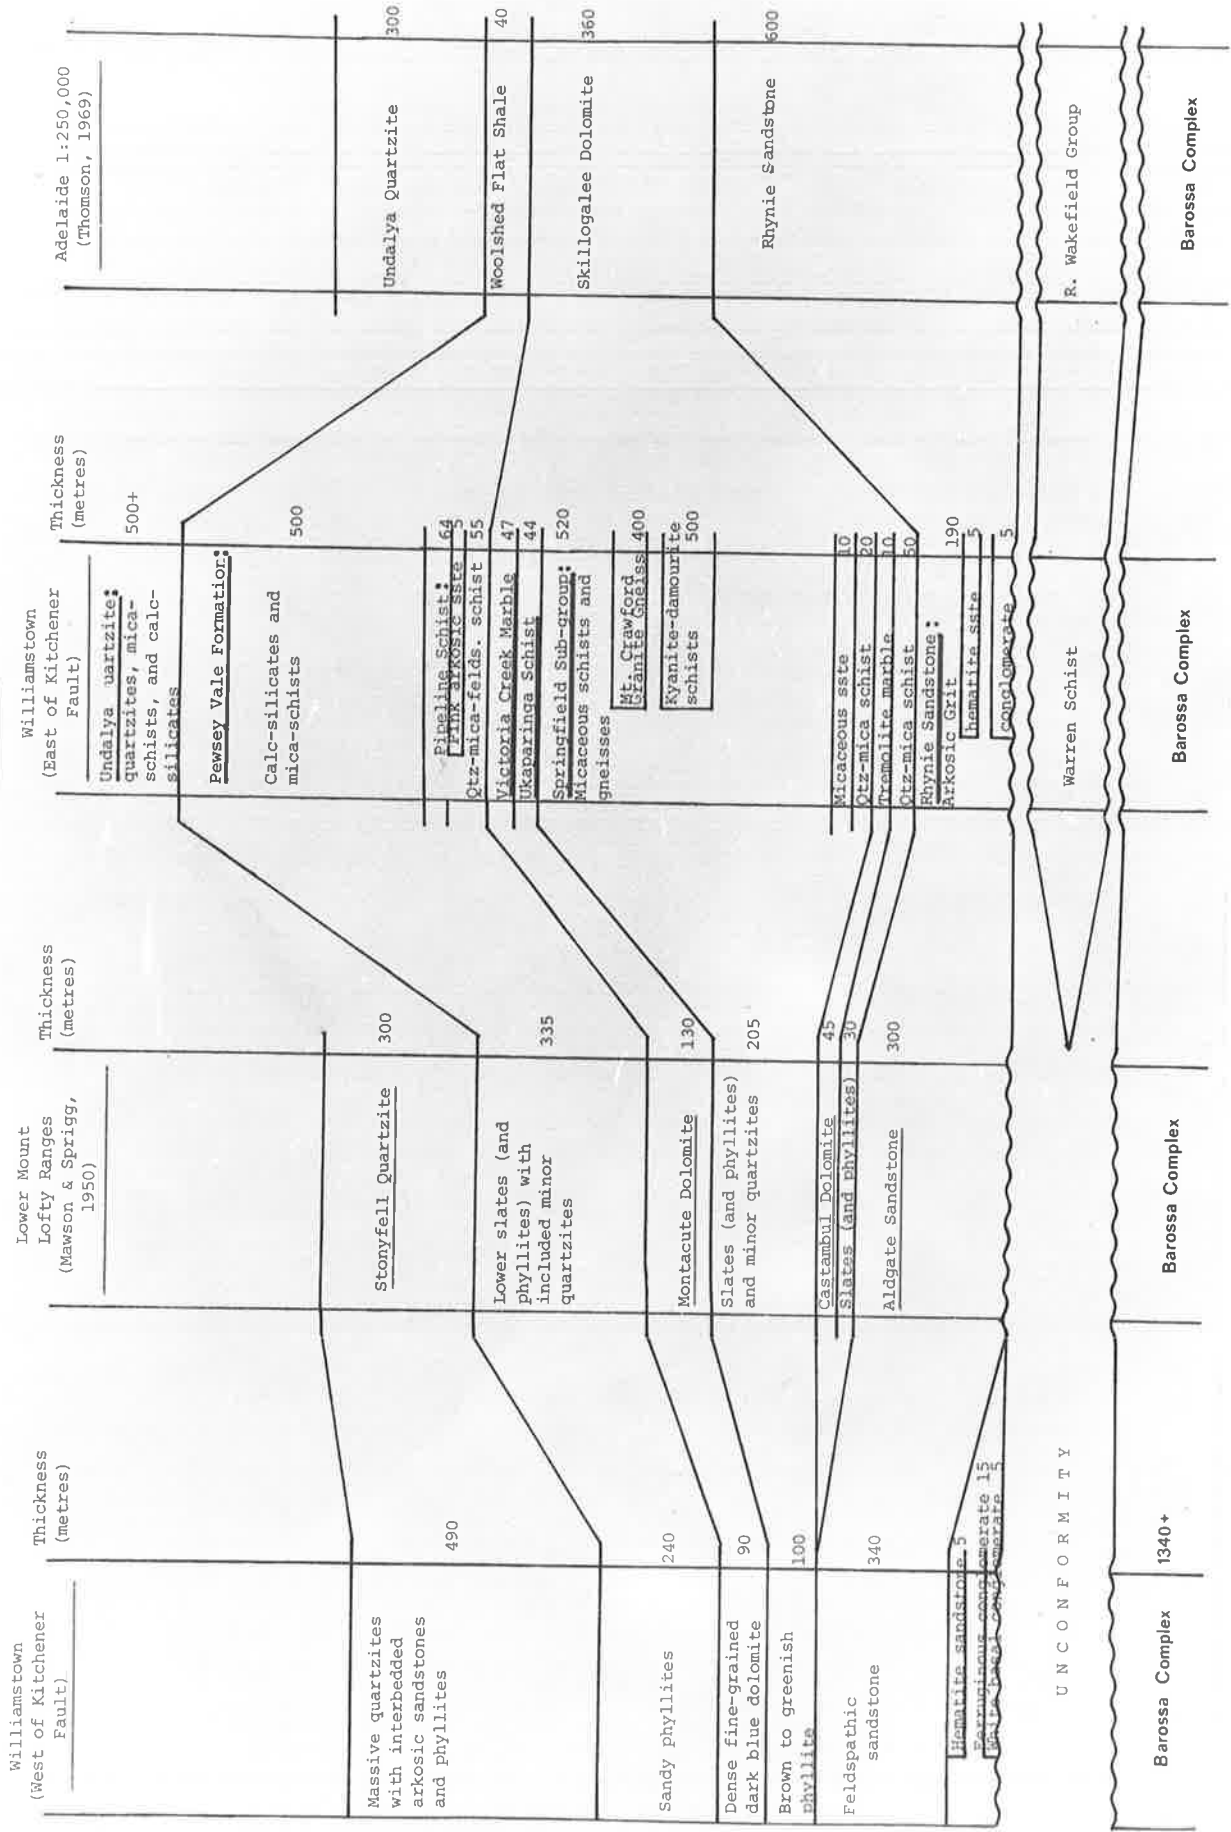 Williamstown
(West of Kitchener
Fault)
Thickness
(metres)
Massive quartzites
with interbedded
arkosic sandstones
and phyllites
490
Sandy phyllites
240
Dense fine-grained
dark blue dolomite
90
Brown to greenish
phyllite
100
Feldspathic
sandstone
340
Hematite sandstone 5
Ferruginous conglomerate 15
White basal conglomerate 5
UNCONFORMITY
Barossa Complex
1340+
Lower Mount
Lofty Ranges
(Mawson & Sprigg,
1950)
Thickness
(metres)
Stonyfell Quartzite
300
Lower slates (and
phyllites) with
included minor
quartzites
335
Montacute Dolomite
130
Slates (and phyllites)
and minor quartzites
205
Castambul Dolomite
45
Slates (and phyllites)
30
Aldgate Sandstone
300
Barossa Complex
Williamstown
(East of Kitchener
Fault)
Thickness
(metres)
Undalya uartzite:
quartzites, mica-
schists, and calc-
silicates
500+
Pewsey Vale Formation:
Calc-silicates and
mica-schists
500
Pipeline Schist: 64
Pink arkosic sste 5
Qtz-mica-felds. schist 55
Victoria Creek Marble 47
Ukaparinga Schist 44
Springfield Sub-group:
Micaceous schists and
gneisses
520
Mt. Crawford
Granite Gneiss 400
Kyanite-damourite
schists 500
Micaceous sste 10
Qtz-mica schist 20
Tremolite marble 10
Qtz-mica schist 50
Rhynie Sandstone:
Arkosic Grit 190
hematite sste 5
conglomerate 5
Warren Schist
Barossa Complex
Adelaide 1:250,000
(Thomson, 1969)
Undalya Quartzite
300
Woolshed Flat Shale
40
Skillogalee Dolomite
360
Rhynie Sandstone
600
R. Wakefield Group
Barossa Complex